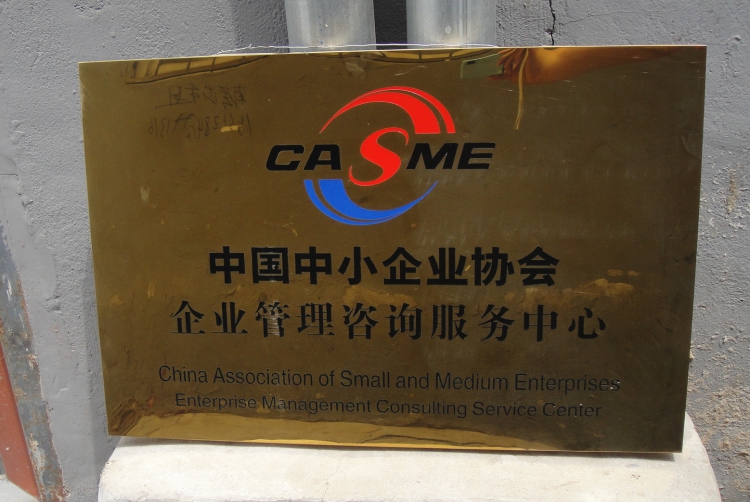 CASME
中国中小企业协会
企业管理咨询服务中心
China Association of Small and Medium Enterprises
Enterprise Management Consulting Service Center